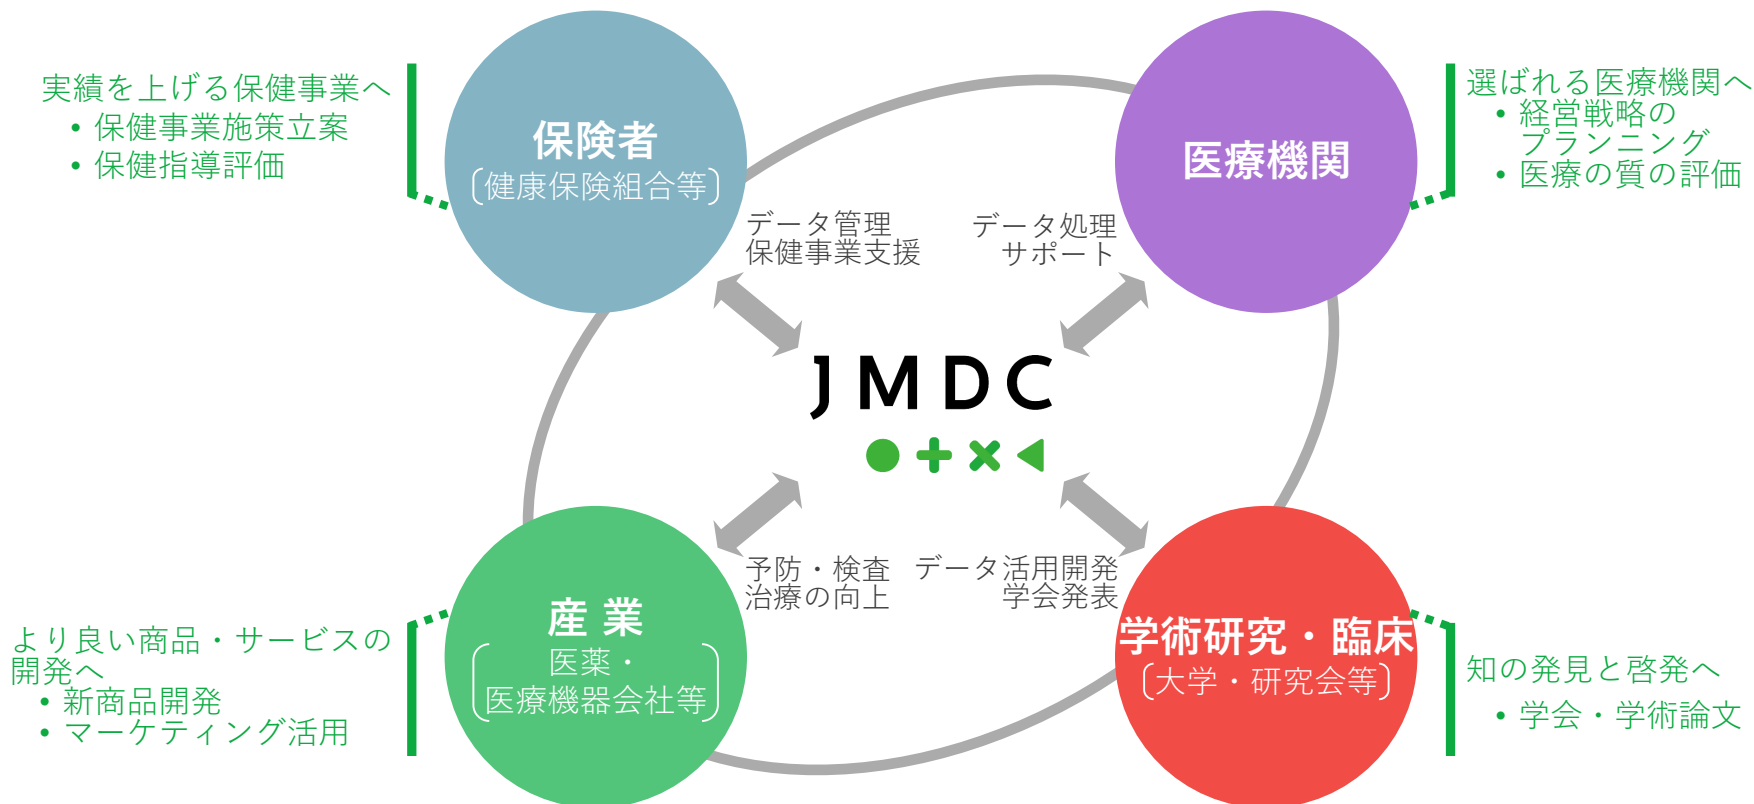 実績を上げる保健事業へ
• 保健事業施策立案
• 保健指導評価
保険者
(健康保険組合等)
医療機関
選ばれる医療機関へ
• 経営戦略の
プランニング
• 医療の質の評価
データ管理
保健事業支援
データ処理
サポート
JMDC
予防・検査
治療の向上
データ活用開発
学会発表
より良い商品・サービスの
開発へ
• 新商品開発
• マーケティング活用
産 業
(医薬・
医療機器会社等)
学術研究・臨床
(大学・研究会等)
知の発見と啓発へ
• 学会・学術論文